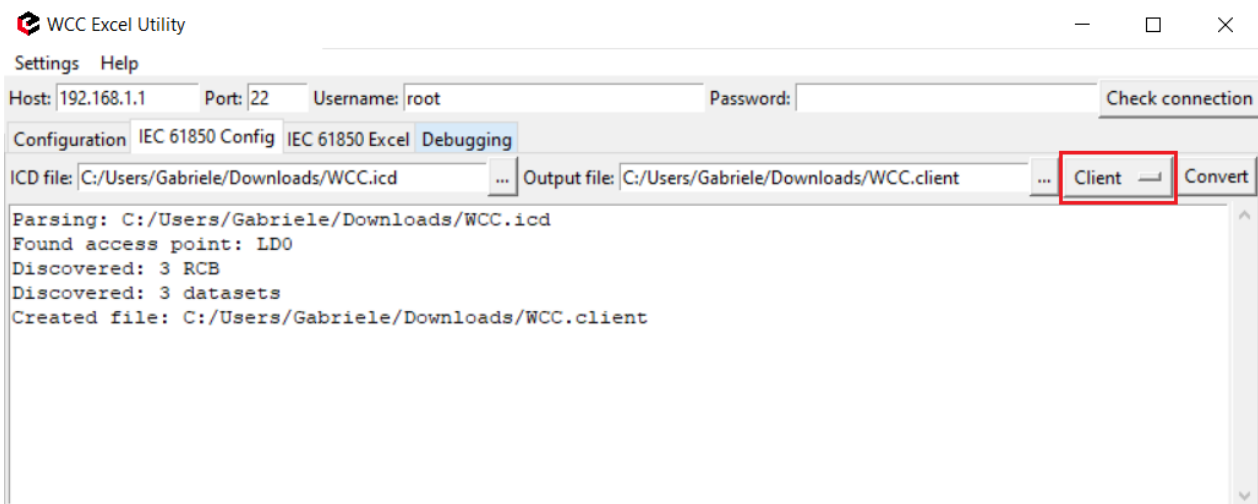 WCC Excel Utility
Settings Help
Host: 192.168.1.1 Port: 22 Username: root Password: Check connection
Configuration IEC 61850 Config IEC 61850 Excel Debugging
ICD file: C:/Users/Gabriele/Downloads/WCC.icd ... Output file: C:/Users/Gabriele/Downloads/WCC.client ... Client Convert
Parsing: C:/Users/Gabriele/Downloads/WCC.icd
Found access point: LD0
Discovered: 3 RCB
Discovered: 3 datasets
Created file: C:/Users/Gabriele/Downloads/WCC.client